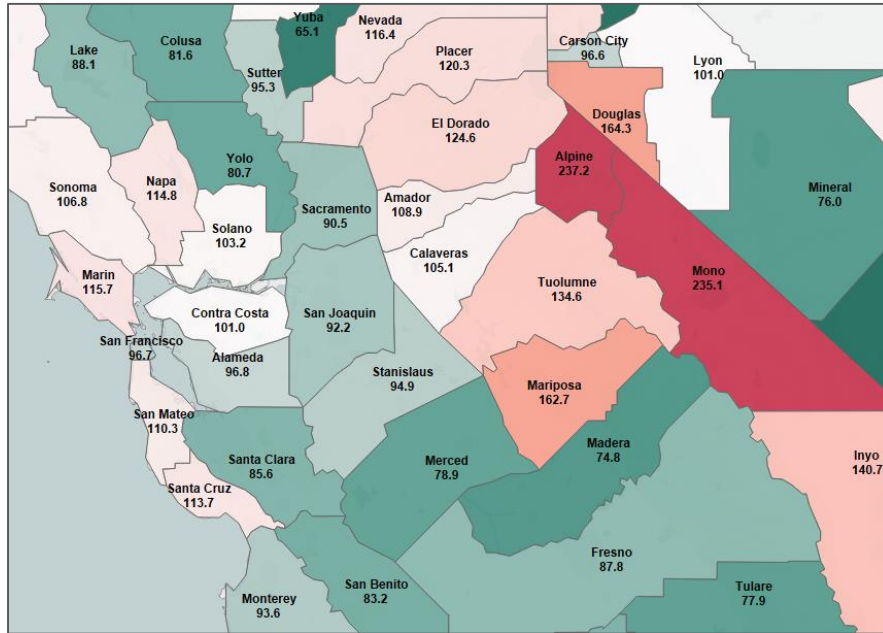 Yuba
65.1
Nevada
116.4
Lake
88.1
Colusa
81.6
Placer
120.3
Carson City
96.6
Lyon
101.0
Sutter
95.3
Douglas
164.3
El Dorado
124.6
Yolo
80.7
Alpine
237.2
Napa
114.8
Sonoma
106.8
Mineral
76.0
Amador
108.9
Sacramento
90.5
Solano
103.2
Calaveras
105.1
Mono
235.1
Marin
115.7
Tuolumne
134.6
Contra Costa
101.0
San Joaquin
92.2
San Francisco
96.7
Alameda
96.8
Stanislaus
94.9
Mariposa
162.7
San Mateo
110.3
Madera
74.8
Inyo
140.7
Santa Clara
85.6
Merced
78.9
Santa Cruz
113.7
Fresno
87.8
San Benito
83.2
Tulare
77.9
Monterey
93.6